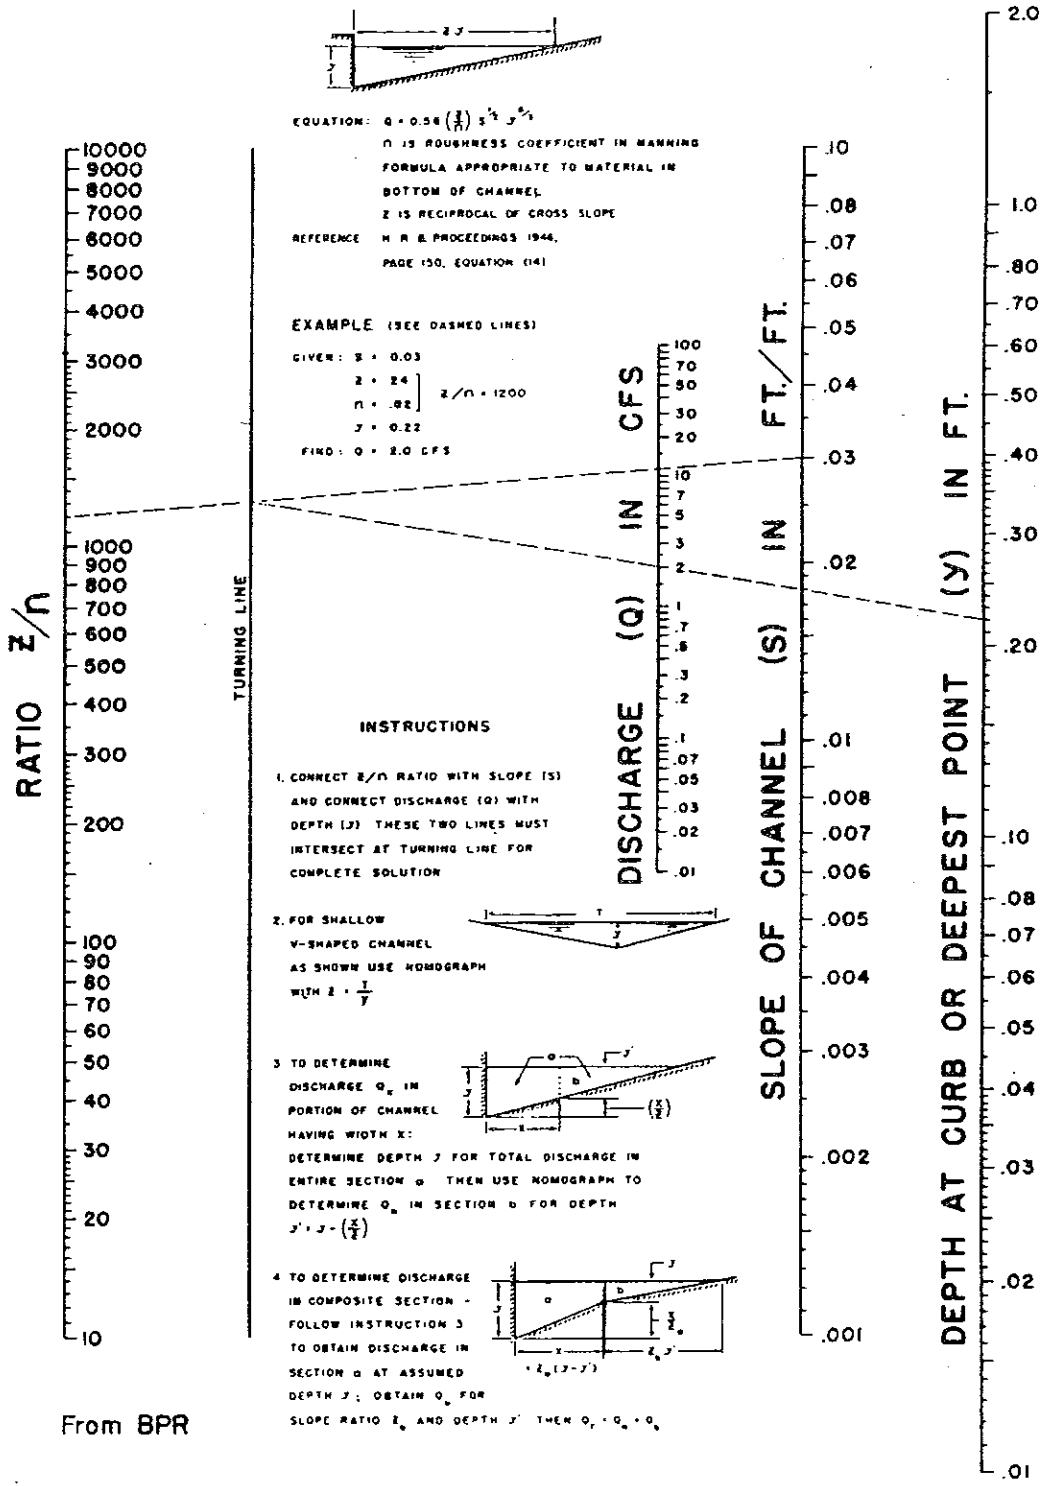 z y
y
EQUATION: Q = 0.56 (z/n) s^1/2 y^8/3
n IS ROUGHNESS COEFFICIENT IN MANNING
FORMULA APPROPRIATE TO MATERIAL IN
BOTTOM OF CHANNEL
z IS RECIPROCAL OF CROSS SLOPE
REFERENCE H R B PROCEEDINGS 1946,
PAGE 150, EQUATION (14)
EXAMPLE (SEE DASHED LINES)
GIVEN: S = 0.03
z = 24
n = .02
z/n = 1200
y = 0.22
FIND: Q = 2.0 CFS
RATIO z/n
10000
9000
8000
7000
6000
5000
4000
3000
2000
1000
900
800
700
600
500
400
300
200
100
90
80
70
60
50
40
30
20
10
TURNING LINE
DISCHARGE (Q) IN CFS
100
70
50
30
20
10
7
5
3
2
1
.7
.5
.3
.2
.1
.07
.05
.03
.02
.01
SLOPE OF CHANNEL (S) IN FT./FT.
.10
.08
.07
.06
.05
.04
.03
.02
.01
.008
.007
.006
.005
.004
.003
.002
.001
DEPTH AT CURB OR DEEPEST POINT (y) IN FT.
2.0
1.0
.80
.70
.60
.50
.40
.30
.20
.10
.08
.07
.06
.05
.04
.03
.02
.01
INSTRUCTIONS
1. CONNECT z/n RATIO WITH SLOPE (S)
AND CONNECT DISCHARGE (Q) WITH
DEPTH (y) THESE TWO LINES MUST
INTERSECT AT TURNING LINE FOR
COMPLETE SOLUTION
2. FOR SHALLOW
V-SHAPED CHANNEL
AS SHOWN USE NOMOGRAPH
WITH z = T/y
T
y
3 TO DETERMINE
DISCHARGE Qx IN
PORTION OF CHANNEL
HAVING WIDTH X:
DETERMINE DEPTH y FOR TOTAL DISCHARGE IN
ENTIRE SECTION a THEN USE NOMOGRAPH TO
DETERMINE Qb IN SECTION b FOR DEPTH
y' = y - (x/z)
a
y'
b
y
(x/z)
x
4 TO DETERMINE DISCHARGE
IN COMPOSITE SECTION -
FOLLOW INSTRUCTION 3
TO OBTAIN DISCHARGE IN
SECTION a AT ASSUMED
DEPTH y; OBTAIN Qb FOR
SLOPE RATIO zb AND DEPTH y' THEN QT = Qa + Qb
y'
a
b
y
x/za
x
zb y'
= za (y-y')
From BPR